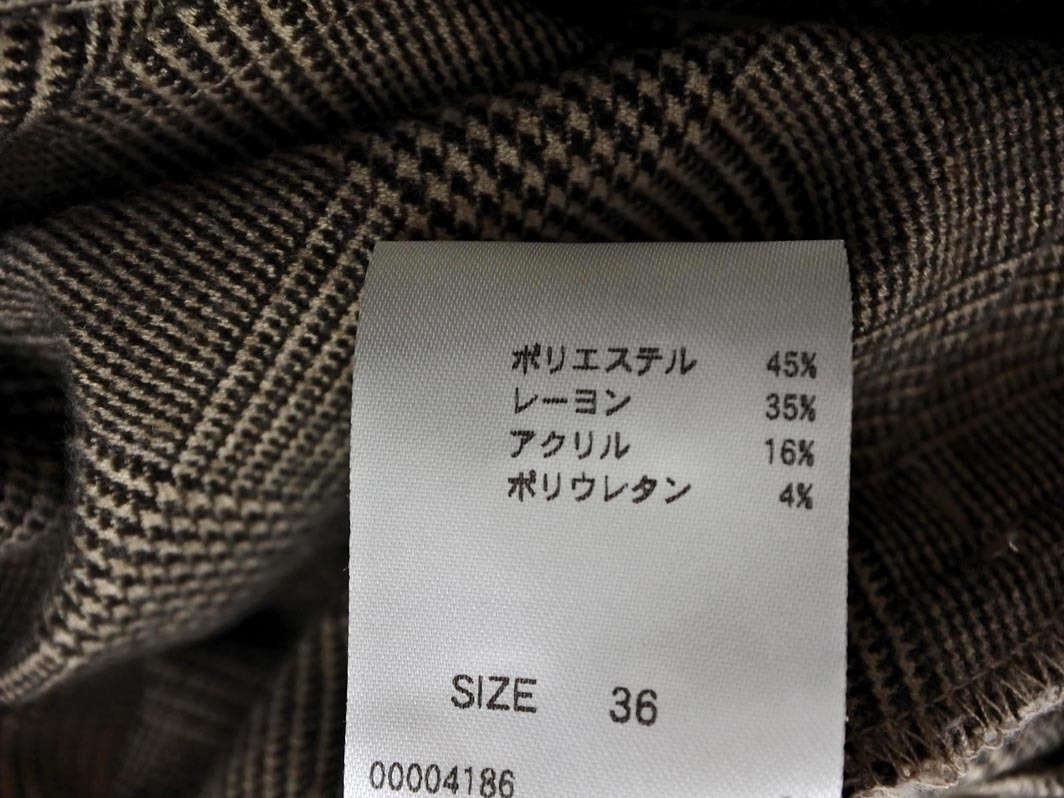 ポリエステル 45%
レーヨン 35%
アクリル 16%
ポリウレタン 4%
SIZE 36
00004186